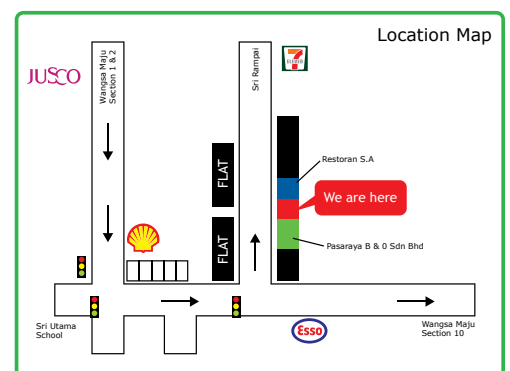 Location Map
JUSCO
Wangsa Maju
Section 1 & 2
Sri Rampai
7
ELEVEN
FLAT
FLAT
Restoran S.A
We are here
Pasaraya B & 0 Sdn Bhd
Sri Utama
School
Esso
Wangsa Maju
Section 10